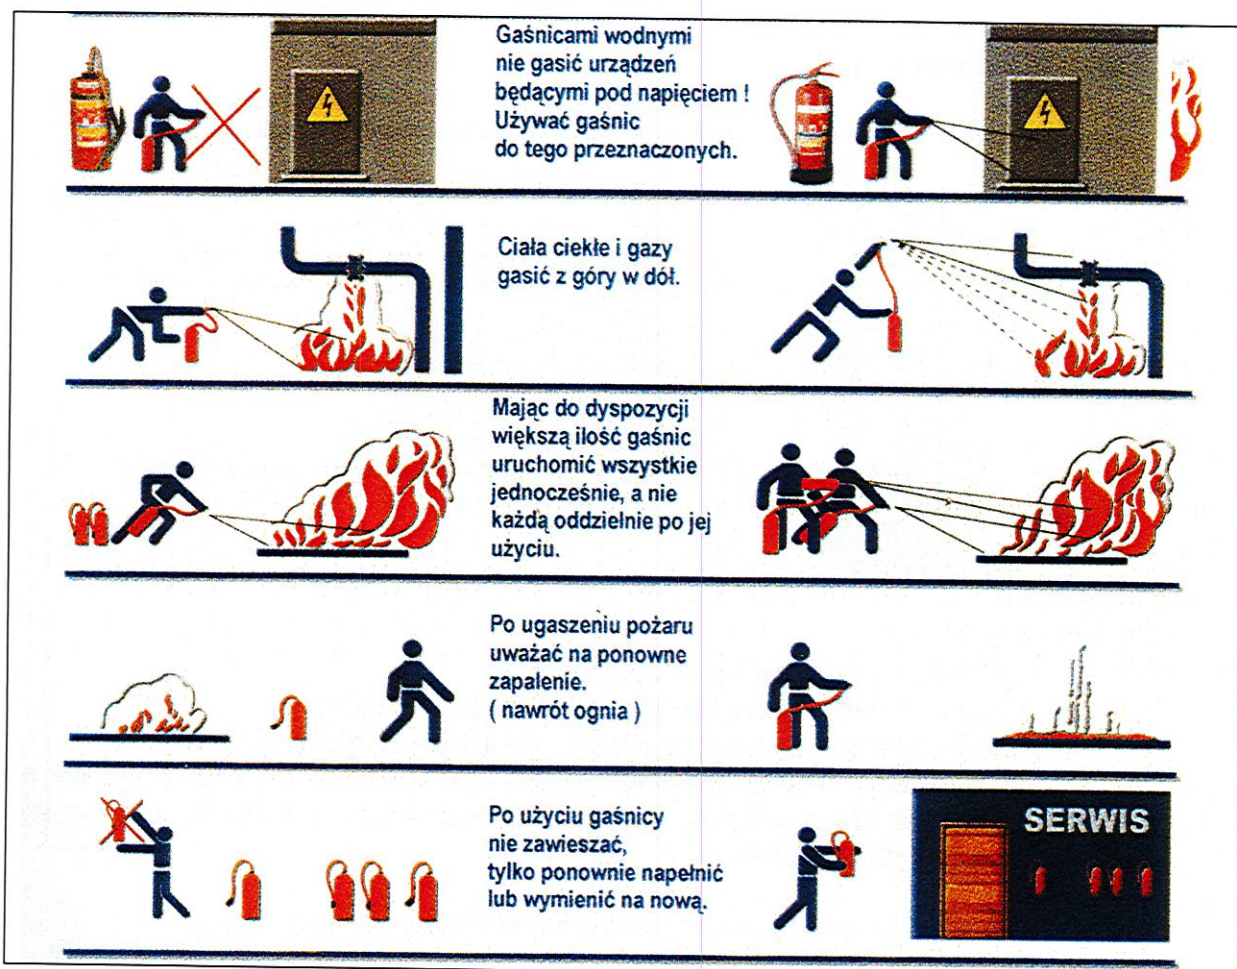 Gaśnicami wodnymi
nie gasić urządzeń
będącymi pod napięciem !
Używać gaśnic
do tego przeznaczonych.
Ciała ciekłe i gazy
gasić z góry w dół.
Mając do dyspozycji
większą ilość gaśnic
uruchomić wszystkie
jednocześnie, a nie
każdą oddzielnie po jej
użyciu.
Po ugaszeniu pożaru
uważać na ponowne
zapalenie.
( nawrót ognia )
Po użyciu gaśnicy
nie zawieszać,
tylko ponownie napełnić
lub wymienić na nową.
SERWIS